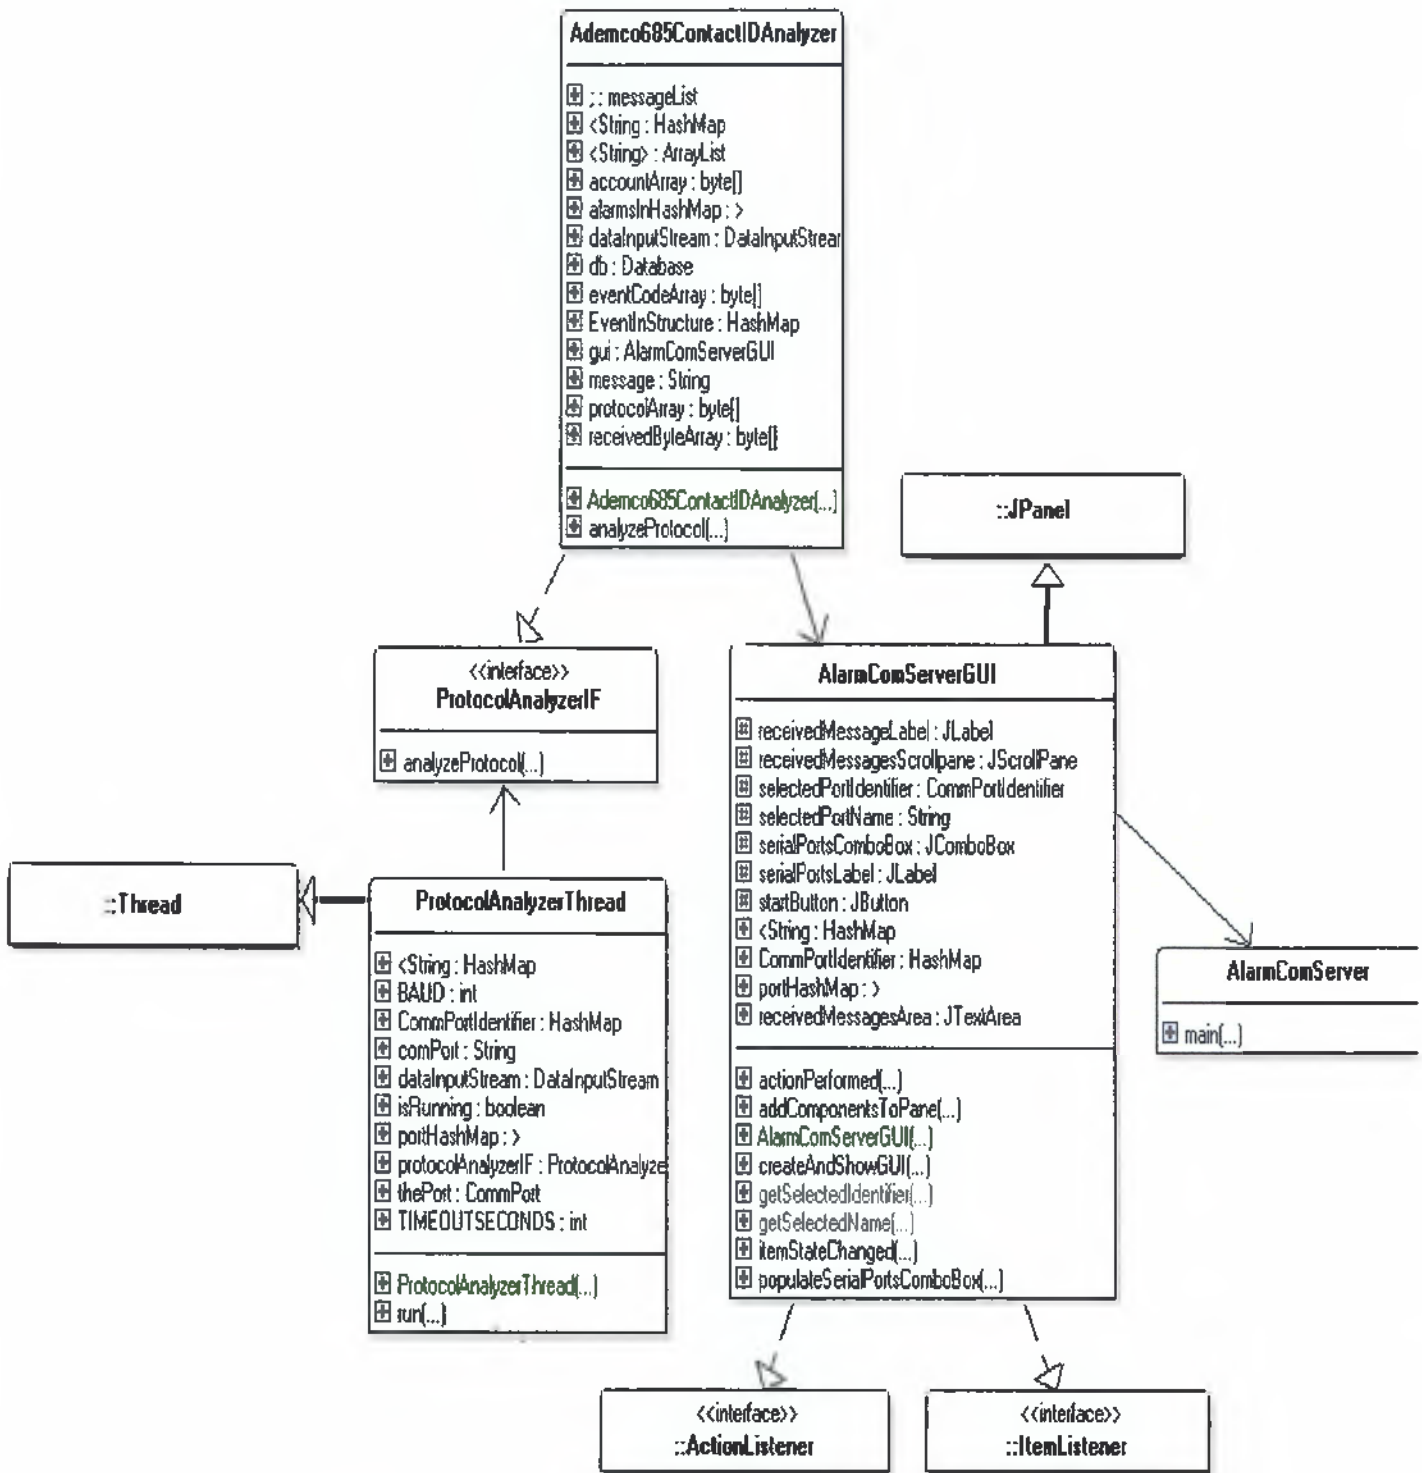 Ademco685ContactIDAnalyzer
: : messageList
<String : HashMap
<String> : ArrayList
accountArray : byte[]
alarmsInHashMap : >
dataInputStream : DataInputStrear
db : Database
eventCodeArray : byte[]
EventInStructure : HashMap
gui : AlarmComServerGUI
message : String
protocolArray : byte[]
receivedByteArray : byte[]
Ademco685ContactIDAnalyzer(...)
analyzeProtocol(...)
::JPanel
<<interface>>
ProtocolAnalyzerIF
analyzeProtocol(...)
AlarmComServerGUI
receivedMessageLabel : JLabel
receivedMessagesScrollpane : JScrollPane
selectedPortIdentifier : CommPortIdentifier
selectedPortName : String
serialPortsComboBox : JComboBox
serialPortsLabel : JLabel
startButton : JButton
<String : HashMap
CommPortIdentifier : HashMap
portHashMap : >
receivedMessagesArea : JTextArea
actionPerformed(...)
addComponentsToPane(...)
AlarmComServerGUI(...)
createAndShowGUI(...)
getSelectedIdentifier(...)
getSelectedName(...)
itemStateChanged(...)
populateSerialPortsComboBox(...)
::Thread
ProtocolAnalyzerThread
<String : HashMap
BAUD : int
CommPortIdentifier : HashMap
comPort : String
dataInputStream : DataInputStream
isRunning : boolean
portHashMap : >
protocolAnalyzerIF : ProtocolAnalyze
thePort : CommPort
TIMEOUTSECONDS : int
ProtocolAnalyzerThread(...)
run(...)
AlarmComServer
main(...)
<<interface>>
::ActionListener
<<interface>>
::ItemListener